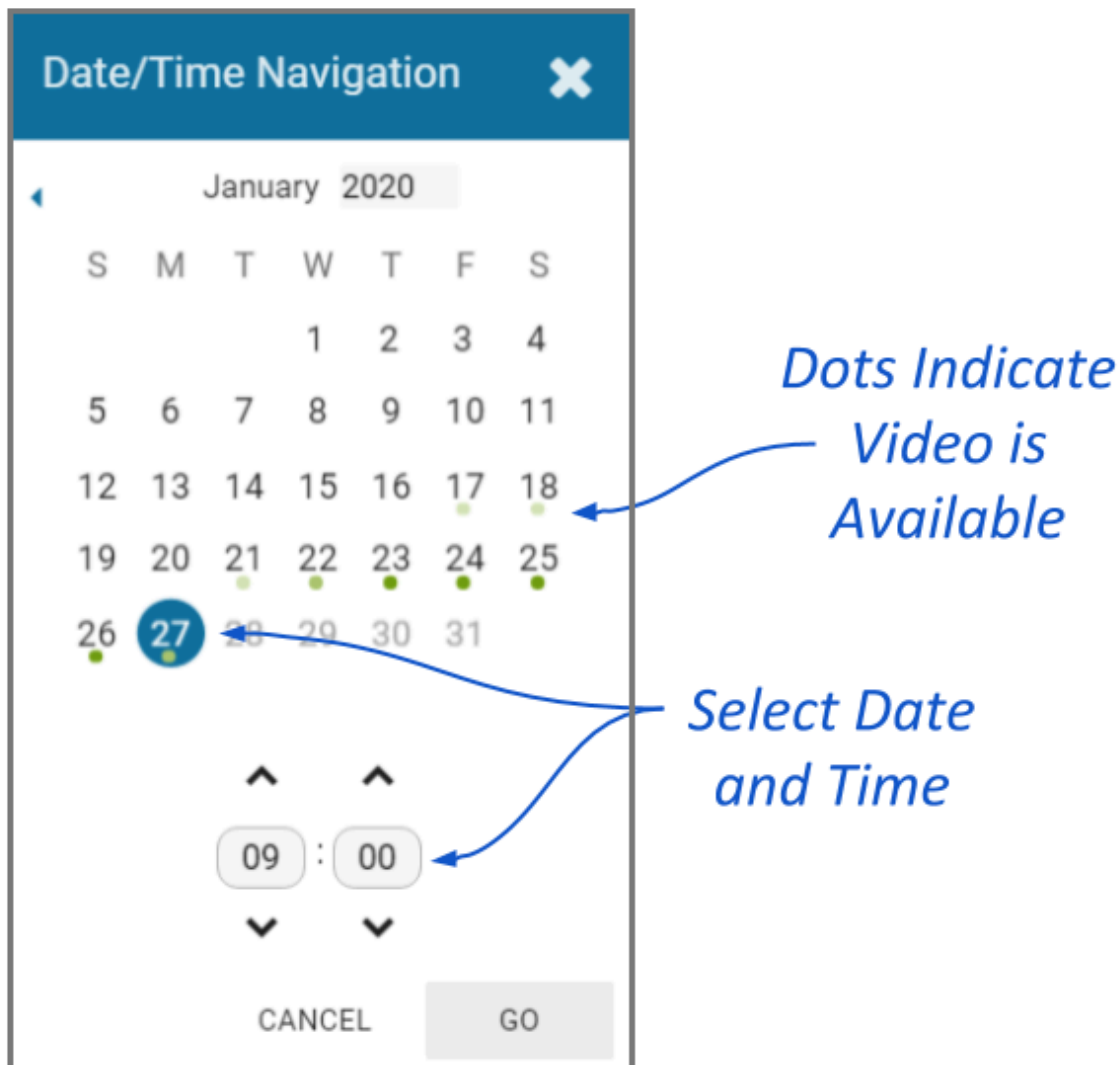 Date/Time Navigation
January 2020
S M T W T F S
1 2 3 4
5 6 7 8 9 10 11
12 13 14 15 16 17 18
19 20 21 22 23 24 25
26 27 28 29 30 31
09 : 00
CANCEL GO
Dots Indicate
Video is
Available
Select Date
and Time